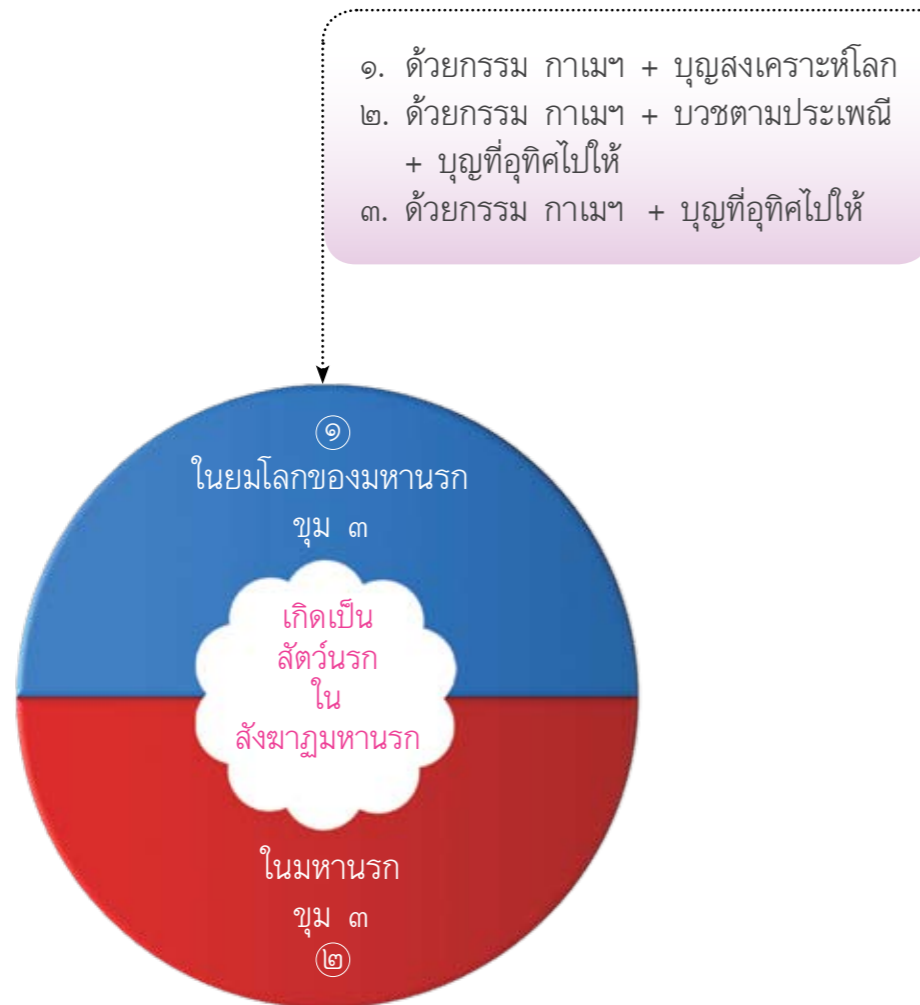 ๑. ด้วยกรรม กาเมฯ + บุญสงเคราะห์โลก
๒. ด้วยกรรม กาเมฯ + บวชตามประเพณี
+ บุญที่อุทิศไปให้
๓. ด้วยกรรม กาเมฯ + บุญที่อุทิศไปให้
๑
ในยมโลกของมหานรก
ขุม ๓
เกิดเป็น
สัตว์นรก
ใน
สังฆาฏมหานรก
ในมหานรก
ขุม ๓
๒